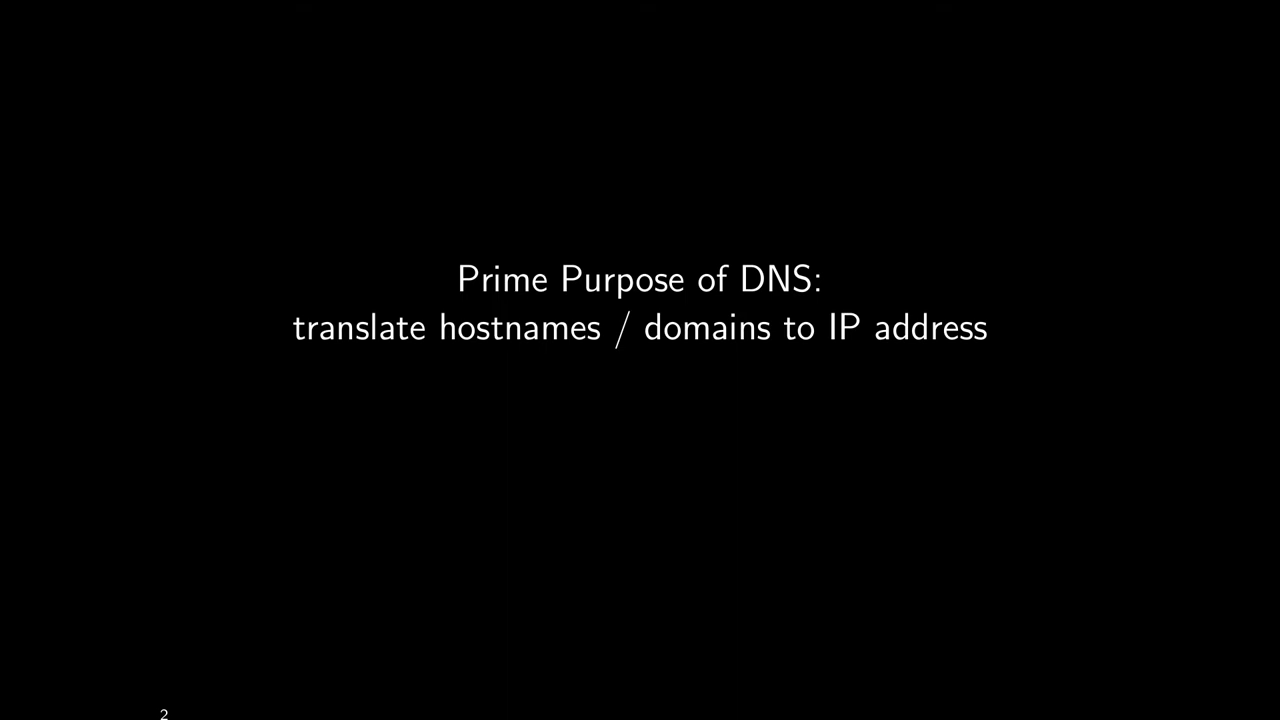 Prime Purpose of DNS:
translate hostnames / domains to IP address
2